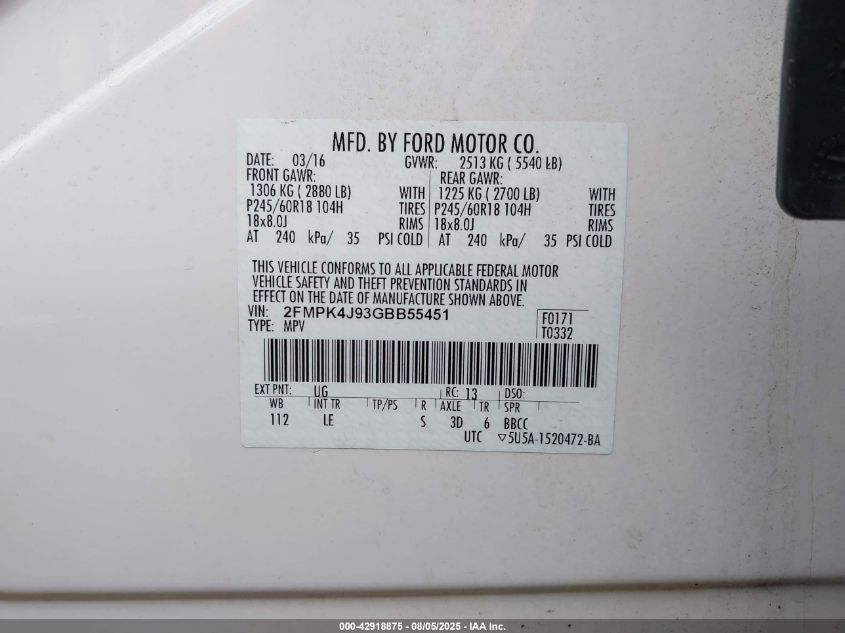 MFD. BY FORD MOTOR CO.
DATE: 03/16 GVWR: 2513 KG ( 5540 LB)
FRONT GAWR: REAR GAWR:
1306 KG ( 2880 LB) WITH 1225 KG ( 2700 LB) WITH
P245/60R18 104H TIRES P245/60R18 104H TIRES
18x8.0J RIMS 18x8.0J RIMS
AT 240 kPa/ 35 PSI COLD AT 240 kPa/ 35 PSI COLD
THIS VEHICLE CONFORMS TO ALL APPLICABLE FEDERAL MOTOR
VEHICLE SAFETY AND THEFT PREVENTION STANDARDS IN
EFFECT ON THE DATE OF MANUFACTURE SHOWN ABOVE.
VIN: 2FMPK4J93GBB55451 F0171
TYPE: MPV T0332
EXT PNT: UG RC: 13 DSO:
WB INT TR TP/PS R AXLE TR SPR
112 LE S 3D 6 BBCC
UTC ▽5U5A-1520472-BA
000-42918875 - 08/05/2025 - IAA Inc.